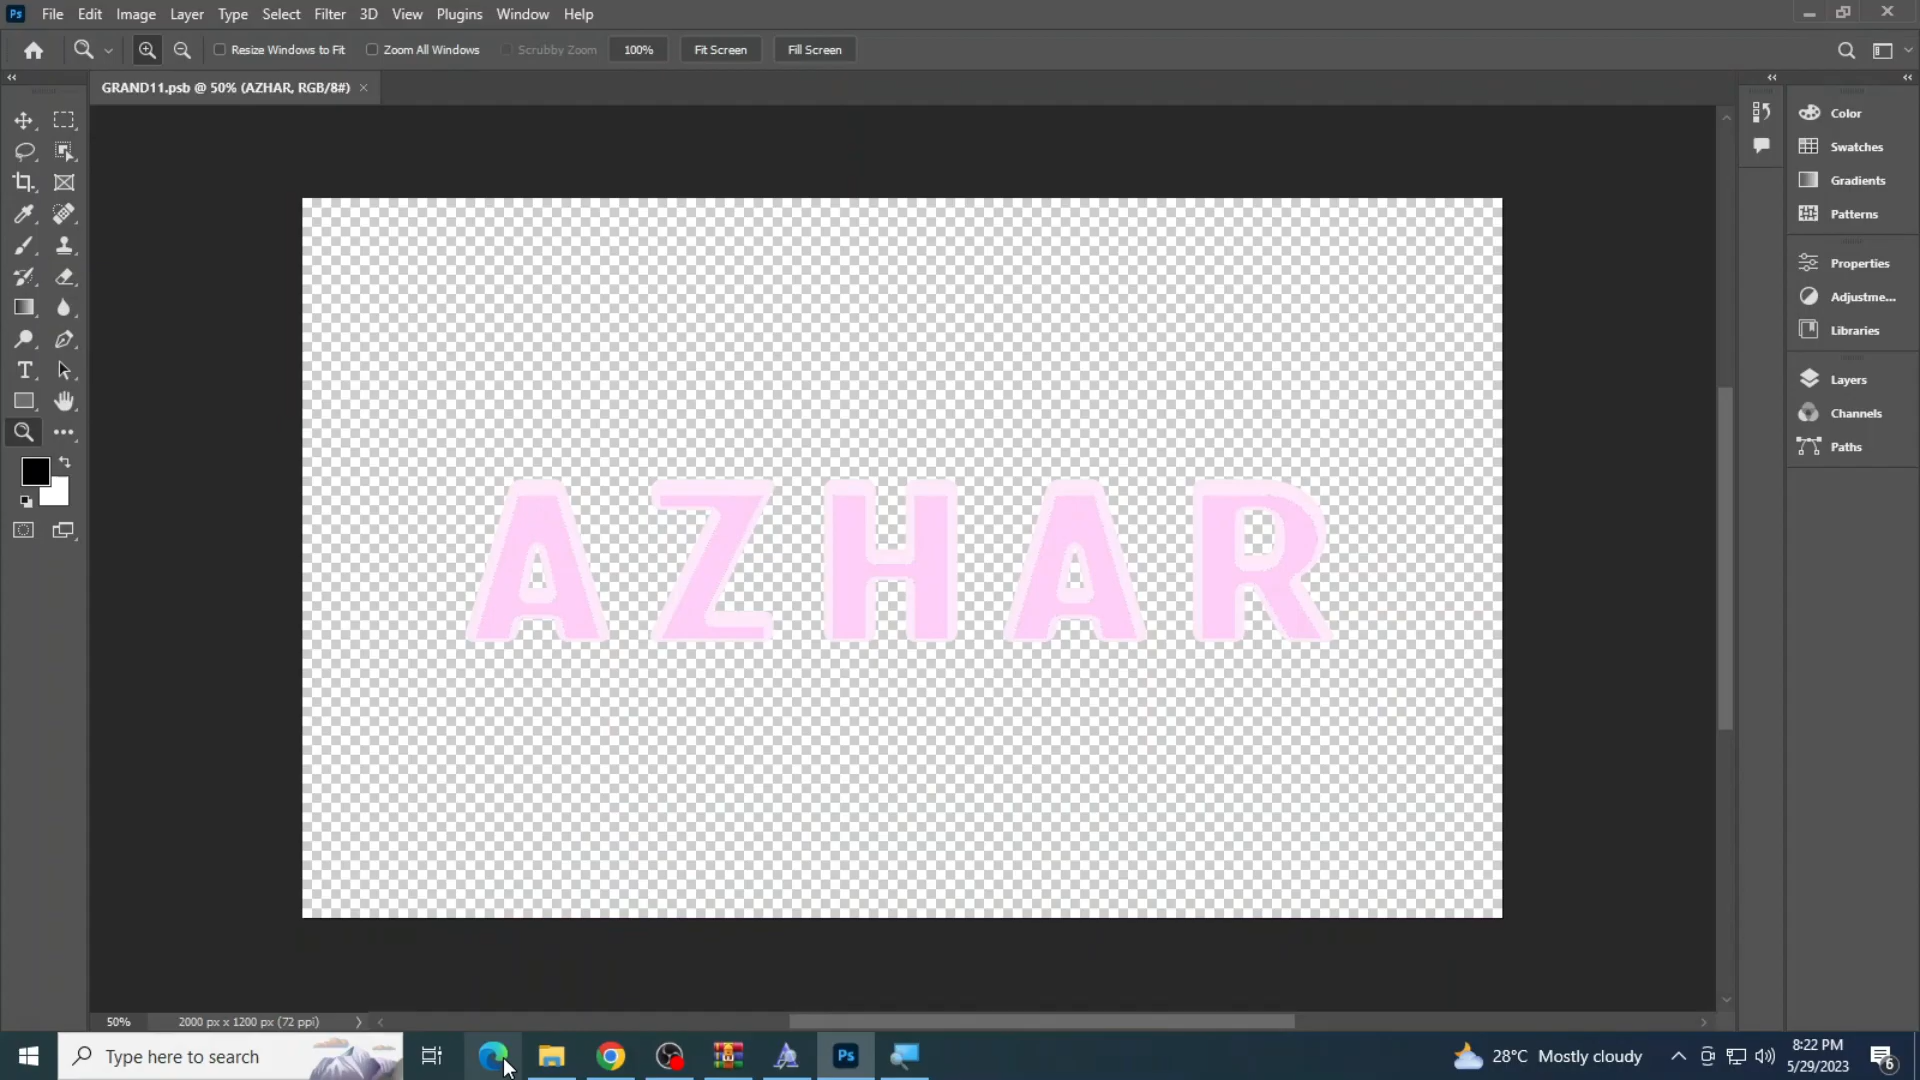 Ps File Edit Image Layer Type Select Filter 3D View Plugins Window Help
Resize Windows to Fit Zoom All Windows Scrubby Zoom 100% Fit Screen Fill Screen
GRAND11.psb @ 50% (AZHAR, RGB/8#) ×
Color
Swatches
Gradients
Patterns
Properties
Adjustme...
Libraries
Layers
Channels
Paths
T
AZHAR
50% 2000 px x 1200 px (72 ppi)
Type here to search
Ps
28°C Mostly cloudy
8:22 PM
5/29/2023
6